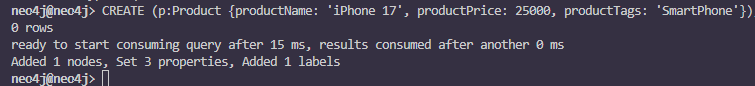 neo4j@neo4j> CREATE (p:Product {productName: 'iPhone 17', productPrice: 25000, productTags: 'SmartPhone'})
0 rows
ready to start consuming query after 15 ms, results consumed after another 0 ms
Added 1 nodes, Set 3 properties, Added 1 labels
neo4j@neo4j>